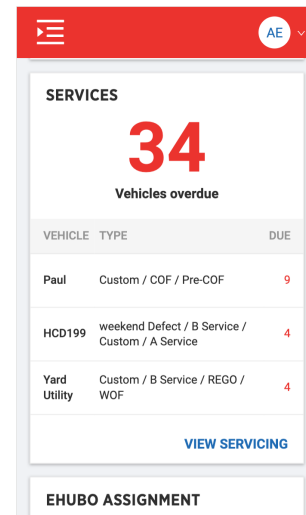 AE
SERVICES
34
Vehicles overdue
VEHICLE TYPE DUE
Paul Custom / COF / Pre-COF 9
HCD199 weekend Defect / B Service / Custom / A Service 4
Yard Utility Custom / B Service / REGO / WOF 4
VIEW SERVICING
EHUBO ASSIGNMENT